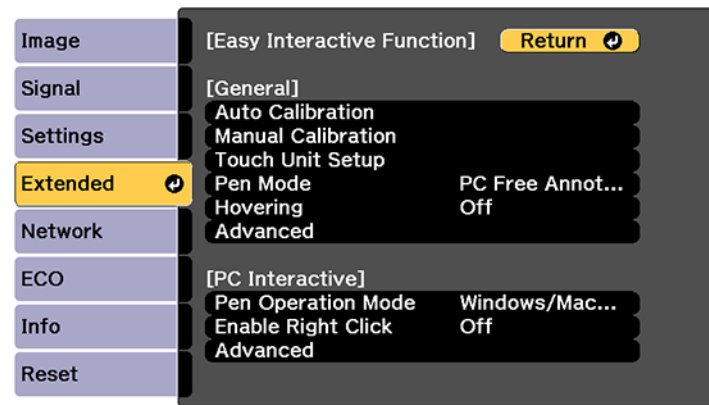 Image
Signal
Settings
Extended
Network
ECO
Info
Reset
[Easy Interactive Function] Return
[General]
Auto Calibration
Manual Calibration
Touch Unit Setup
Pen Mode PC Free Annot...
Hovering Off
Advanced
[PC Interactive]
Pen Operation Mode Windows/Mac...
Enable Right Click Off
Advanced